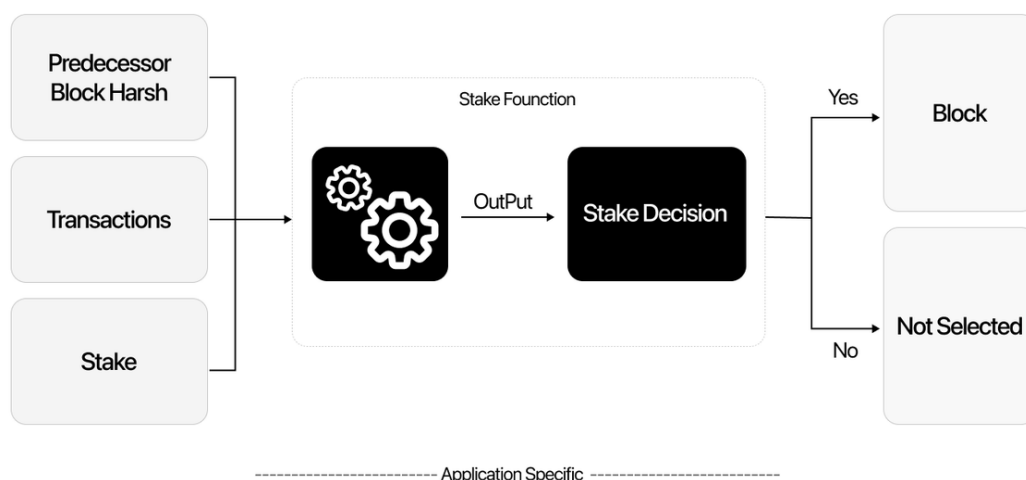 Predecessor
Block Harsh
Transactions
Stake
Stake Founction
OutPut
Stake Decision
Yes
No
Block
Not Selected
Application Specific